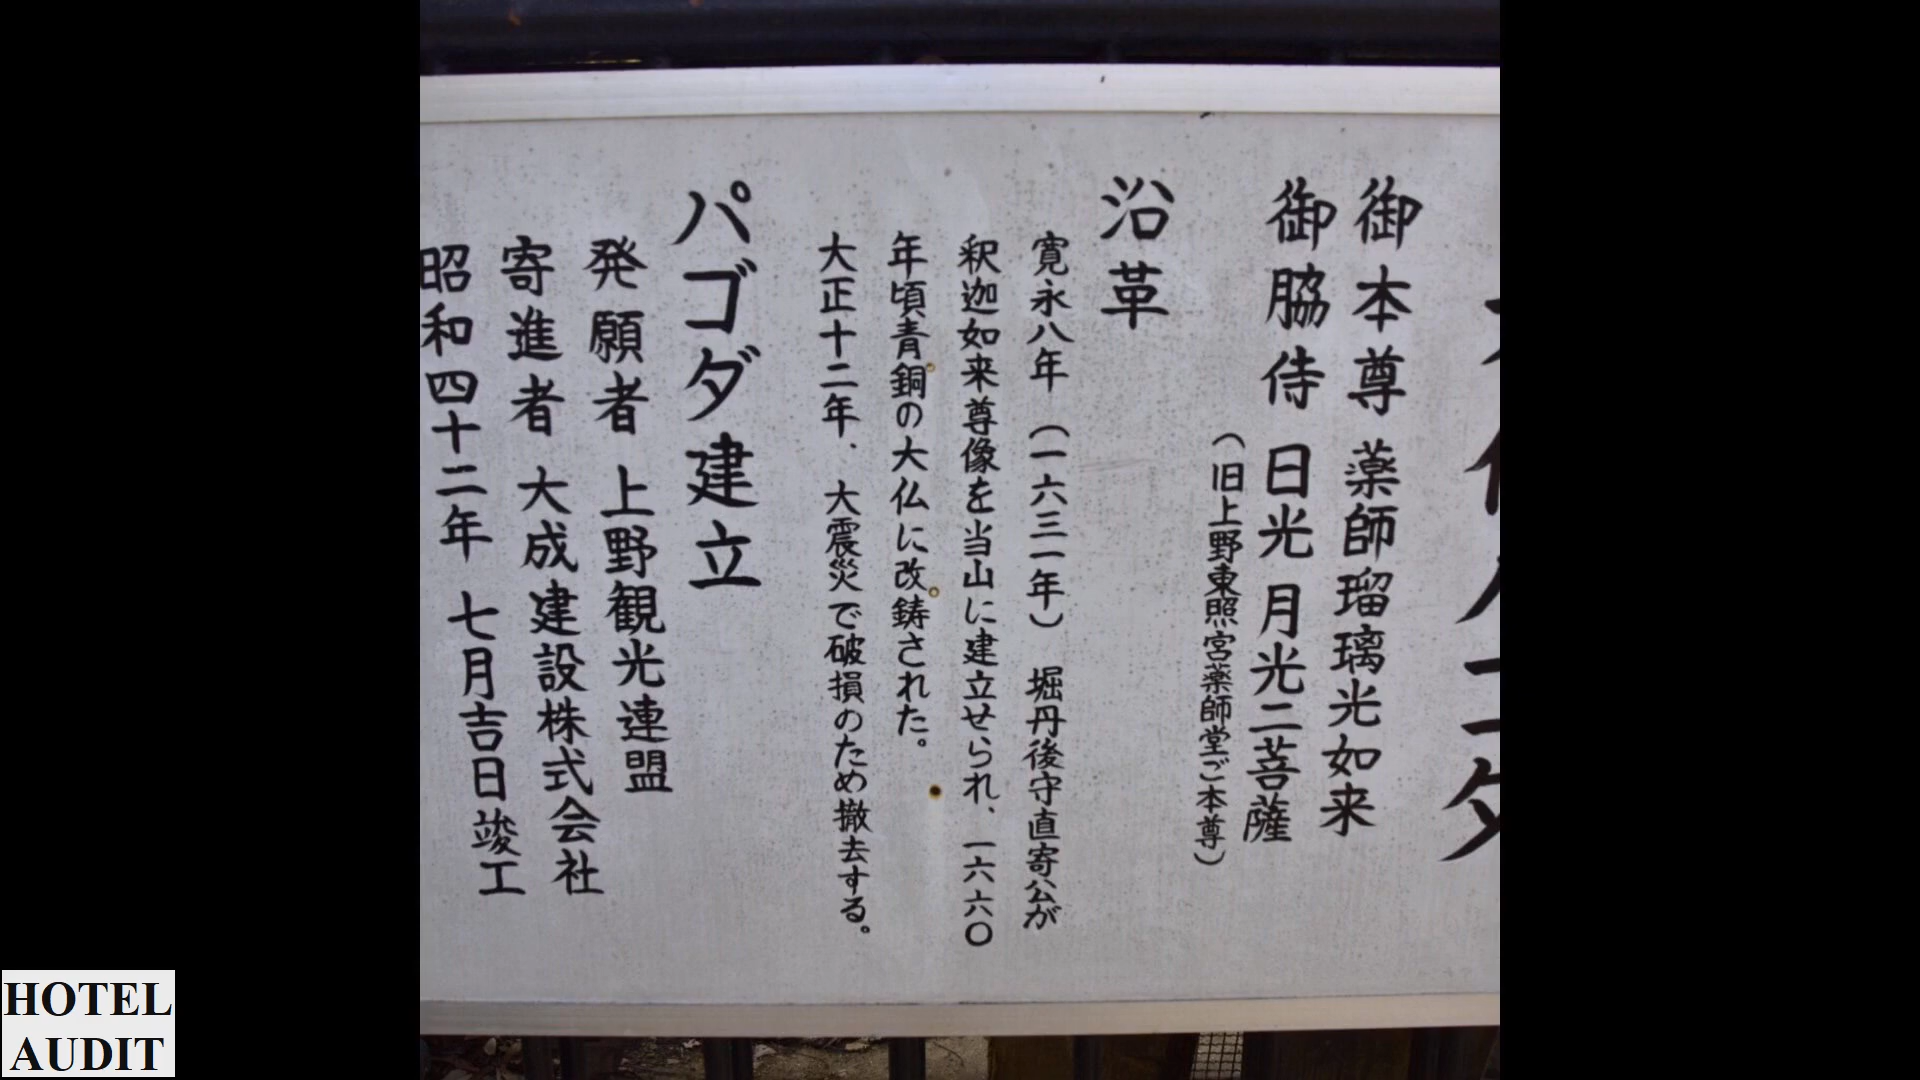 御本尊 薬師瑠璃光如来
御脇侍 日光 月光二菩薩
（旧上野東照宮薬師堂ご本尊）
沿革
寛永八年（一六三一年）堀丹後守直寄公が
釈迦如来尊像を当山に建立せられ、一六六〇
年頃青銅の大仏に改鋳された。
大正十二年、大震災で破損のため撤去する。
パゴダ建立
発願者 上野観光連盟
寄進者 大成建設株式会社
昭和四十二年 七月吉日竣工
HOTEL
AUDIT